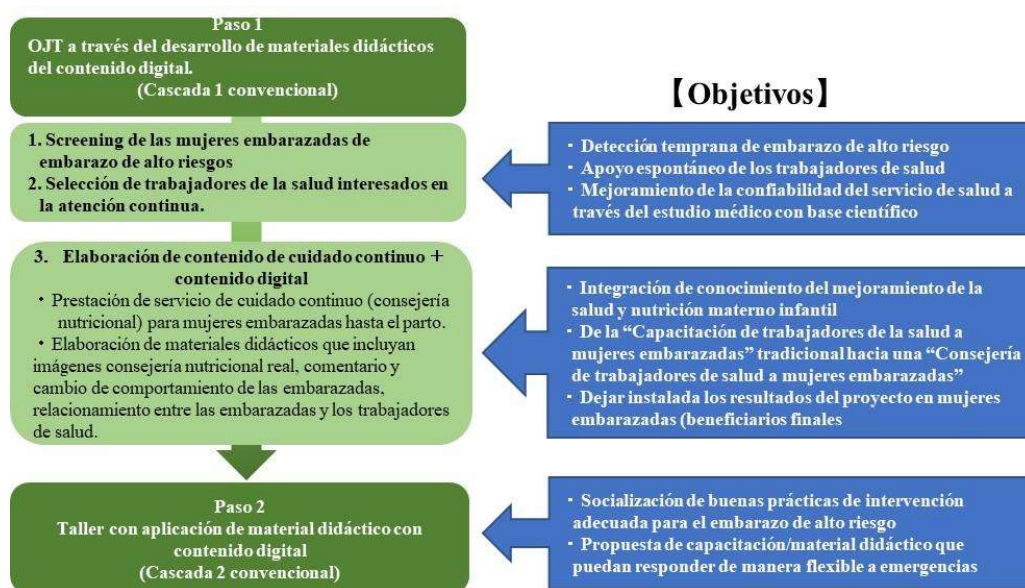 Paso 1
OJT a través del desarrollo de materiales didácticos
del contenido digital.
(Cascada 1 convencional)
1. Screening de las mujeres embarazadas de
embarazo de alto riesgos
2. Selección de trabajadores de la salud interesados en
la atención continua.
3. Elaboración de contenido de cuidado continuo +
contenido digital
・Prestación de servicio de cuidado continuo (consejería
nutricional) para mujeres embarazadas hasta el parto.
・Elaboración de materiales didácticos que incluyan
imágenes consejería nutricional real, comentario y
cambio de comportamiento de las embarazadas,
relacionamiento entre las embarazadas y los trabajadores
de salud.
Paso 2
Taller con aplicación de material didáctico con
contenido digital
(Cascada 2 convencional)
【Objetivos】
・Detección temprana de embarazo de alto riesgo
・Apoyo espontáneo de los trabajadores de salud
・Mejoramiento de la confiabilidad del servicio de salud a
través del estudio médico con base científico
・Integración de conocimiento del mejoramiento de la
salud y nutrición materno infantil
・De la “Capacitación de trabajadores de la salud a
mujeres embarazadas” tradicional hacia una “Consejería
de trabajadores de salud a mujeres embarazadas”
・Dejar instalada los resultados del proyecto en mujeres
embarazadas (beneficiarios finales
・Socialización de buenas prácticas de intervención
adecuada para el embarazo de alto riesgo
・Propuesta de capacitación/material didáctico que
puedan responder de manera flexible a emergencias